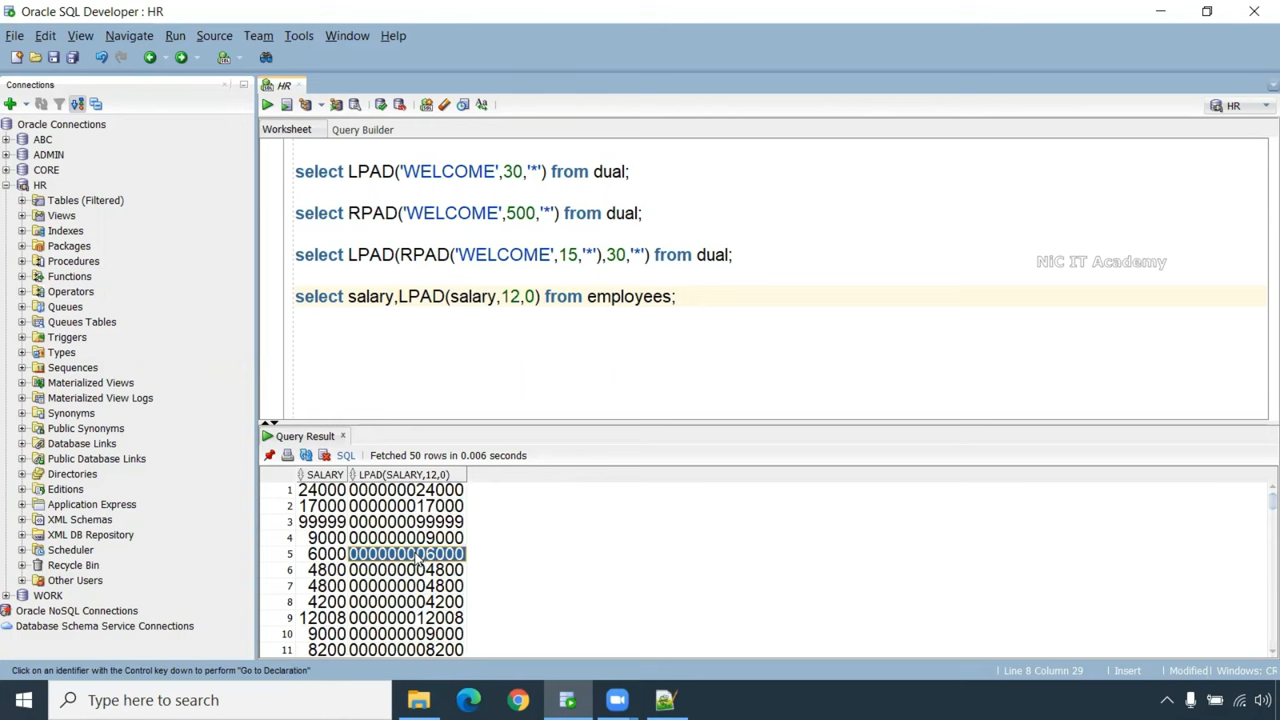 Oracle SQL Developer : HR
File Edit View Navigate Run Source Team Tools Window Help
Connections
HR
HR
Worksheet
Query Builder
Oracle Connections
ABC
ADMIN
CORE
HR
Tables (Filtered)
Views
Indexes
Packages
Procedures
Functions
Operators
Queues
Queues Tables
Triggers
Types
Sequences
Materialized Views
Materialized View Logs
Synonyms
Public Synonyms
Database Links
Public Database Links
Directories
Editions
Application Express
XML Schemas
XML DB Repository
Scheduler
Recycle Bin
Other Users
WORK
Oracle NoSQL Connections
Database Schema Service Connections
select LPAD('WELCOME',30,'*') from dual;
select RPAD('WELCOME',500,'*') from dual;
select LPAD(RPAD('WELCOME',15,'*'),30,'*') from dual;
NiC IT Academy
select salary,LPAD(salary,12,0) from employees;
Query Result
SQL
Fetched 50 rows in 0.006 seconds
SALARY LPAD(SALARY,12,0)
1 24000 000000024000
2 17000 000000017000
3 99999 000000099999
4 9000 000000009000
5 6000 000000006000
6 4800 000000004800
7 4800 000000004800
8 4200 000000004200
9 12008 000000012008
10 9000 000000009000
11 8200 000000008200
Click on an identifier with the Control key down to perform "Go to Declaration"
Line 8 Column 29
Insert
Modified
Windows: CR
Type here to search